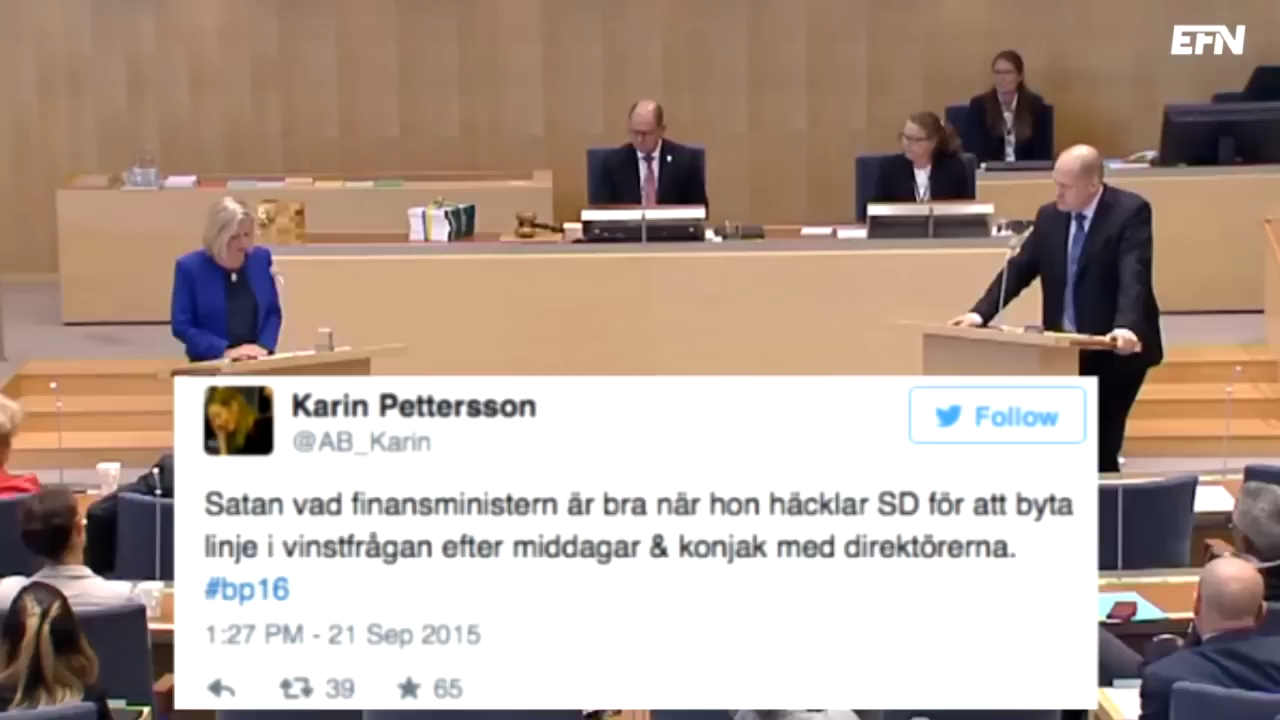 EFN
Karin Pettersson
@AB_Karin
Follow
Satan vad finansministern är bra när hon häcklar SD för att byta
linje i vinstfrågan efter middagar & konjak med direktörerna.
#bp16
1:27 PM - 21 Sep 2015
39 65